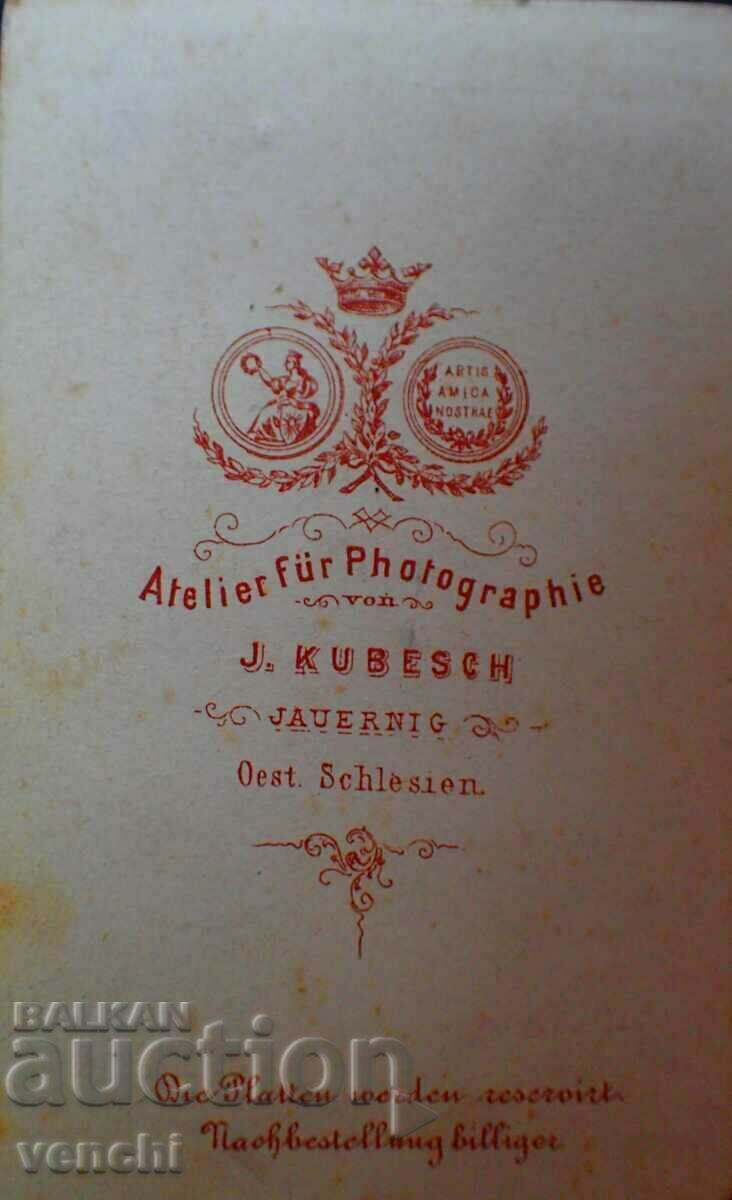 ARTIS
AMICA
NOSTRAE
Atelier für Photographie
von
J. KUBESCH
JAUERNIG
Oest. Schlesien.
BALKAN
auction
Die Platten werden reservirt.
Nachbestellung billiger
venchi